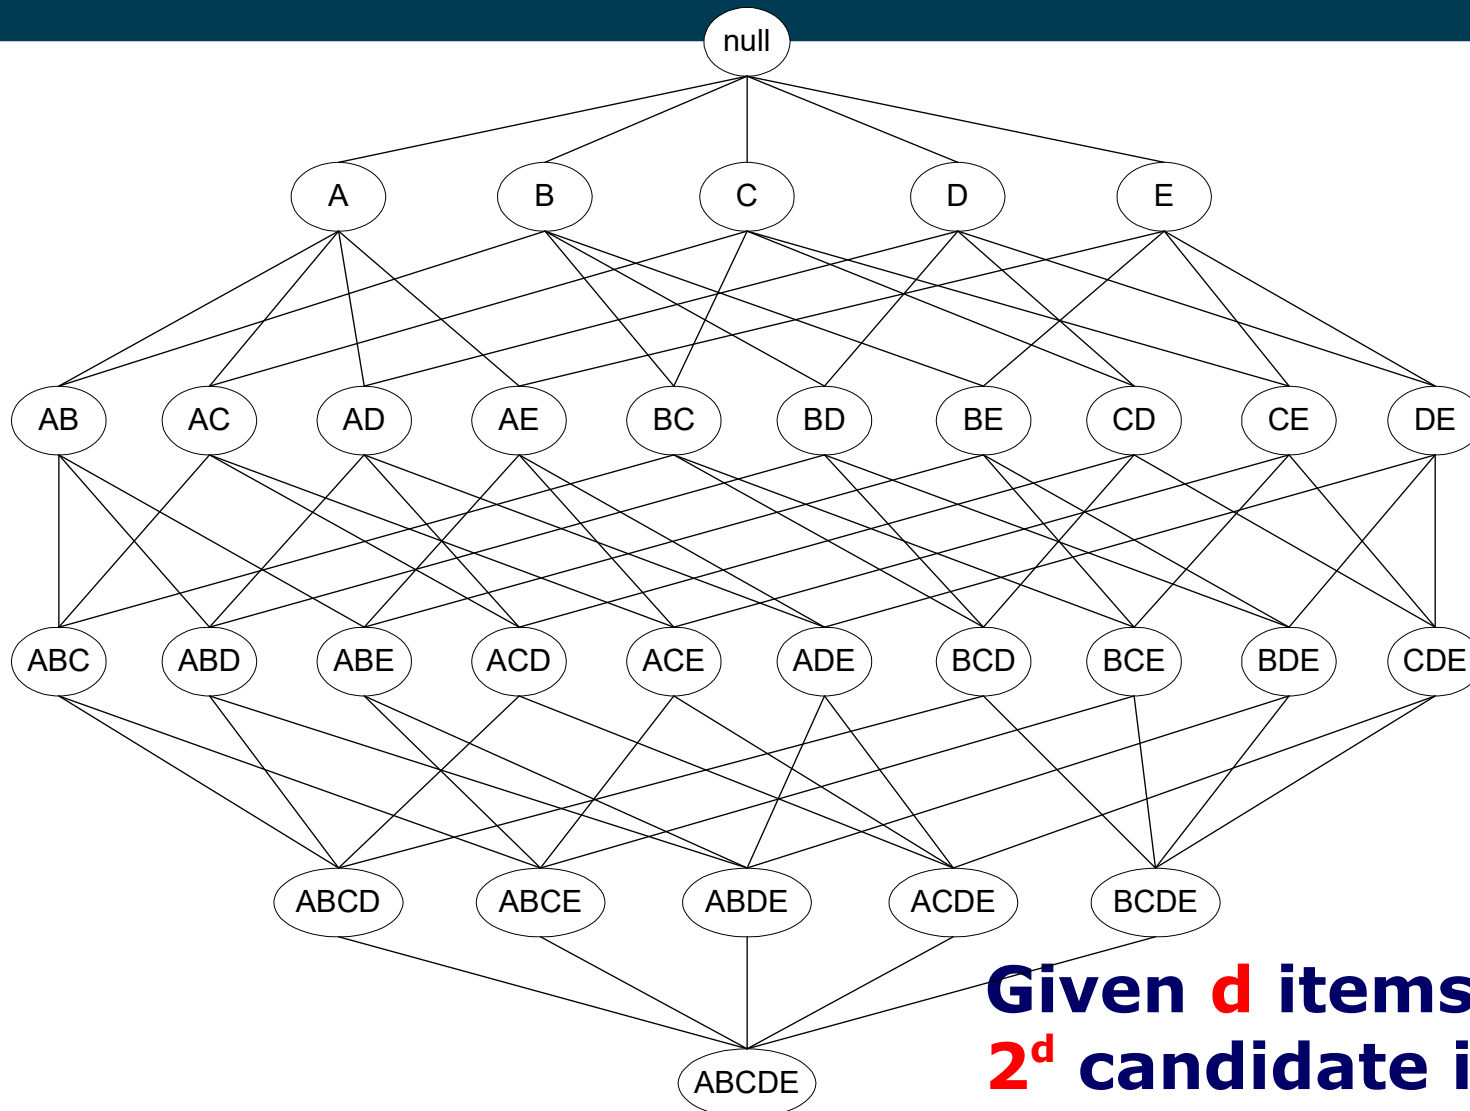 null
A B C D E
AB AC AD AE BC BD BE CD CE DE
ABC ABD ABE ACD ACE ADE BCD BCE BDE CDE
ABCD ABCE ABDE ACDE BCDE
Given d items
2^d candidate i
ABCDE